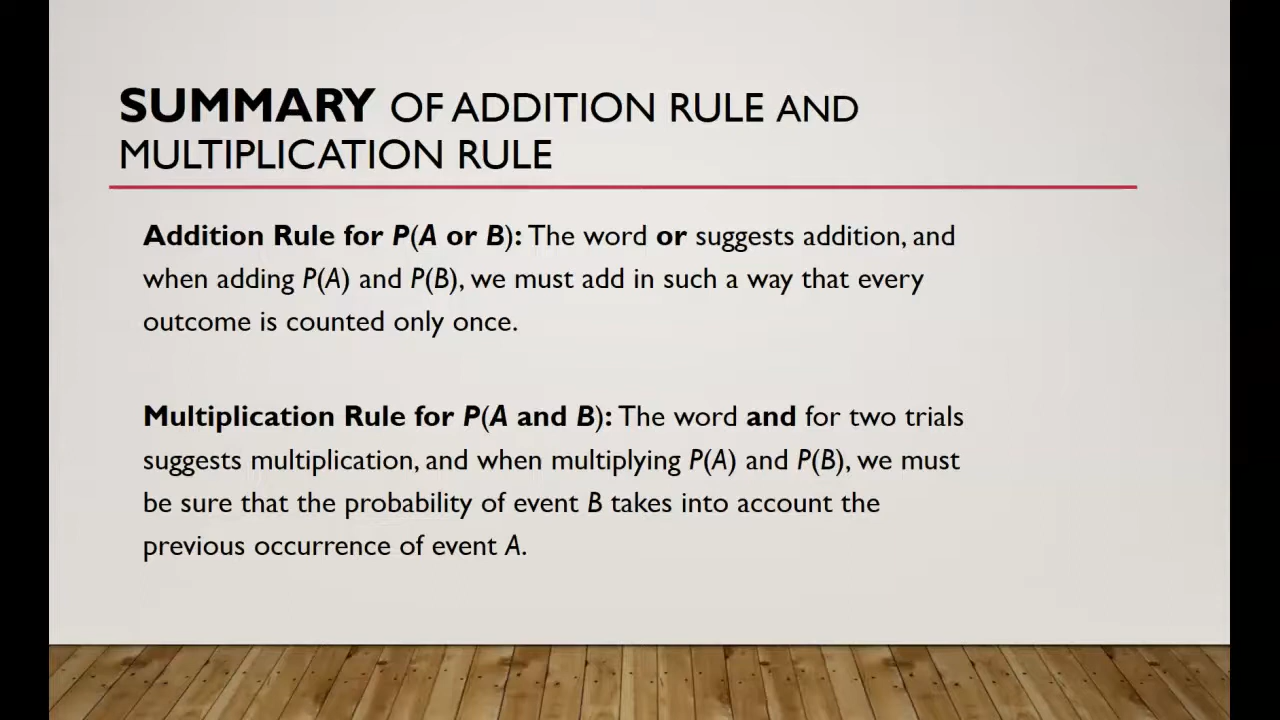 SUMMARY OF ADDITION RULE AND
MULTIPLICATION RULE
Addition Rule for P(A or B): The word or suggests addition, and
when adding P(A) and P(B), we must add in such a way that every
outcome is counted only once.
Multiplication Rule for P(A and B): The word and for two trials
suggests multiplication, and when multiplying P(A) and P(B), we must
be sure that the probability of event B takes into account the
previous occurrence of event A.